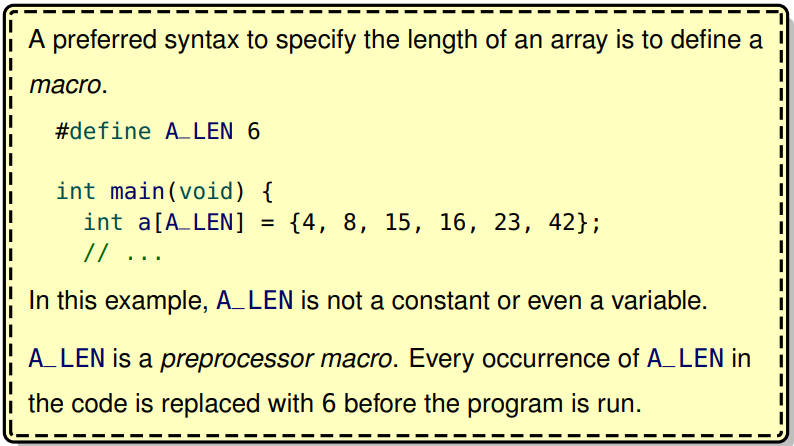 A preferred syntax to specify the length of an array is to define a
macro.
#define A_LEN 6
int main(void) {
int a[A_LEN] = {4, 8, 15, 16, 23, 42};
// ...
In this example, A_LEN is not a constant or even a variable.
A_LEN is a preprocessor macro. Every occurrence of A_LEN in
the code is replaced with 6 before the program is run.